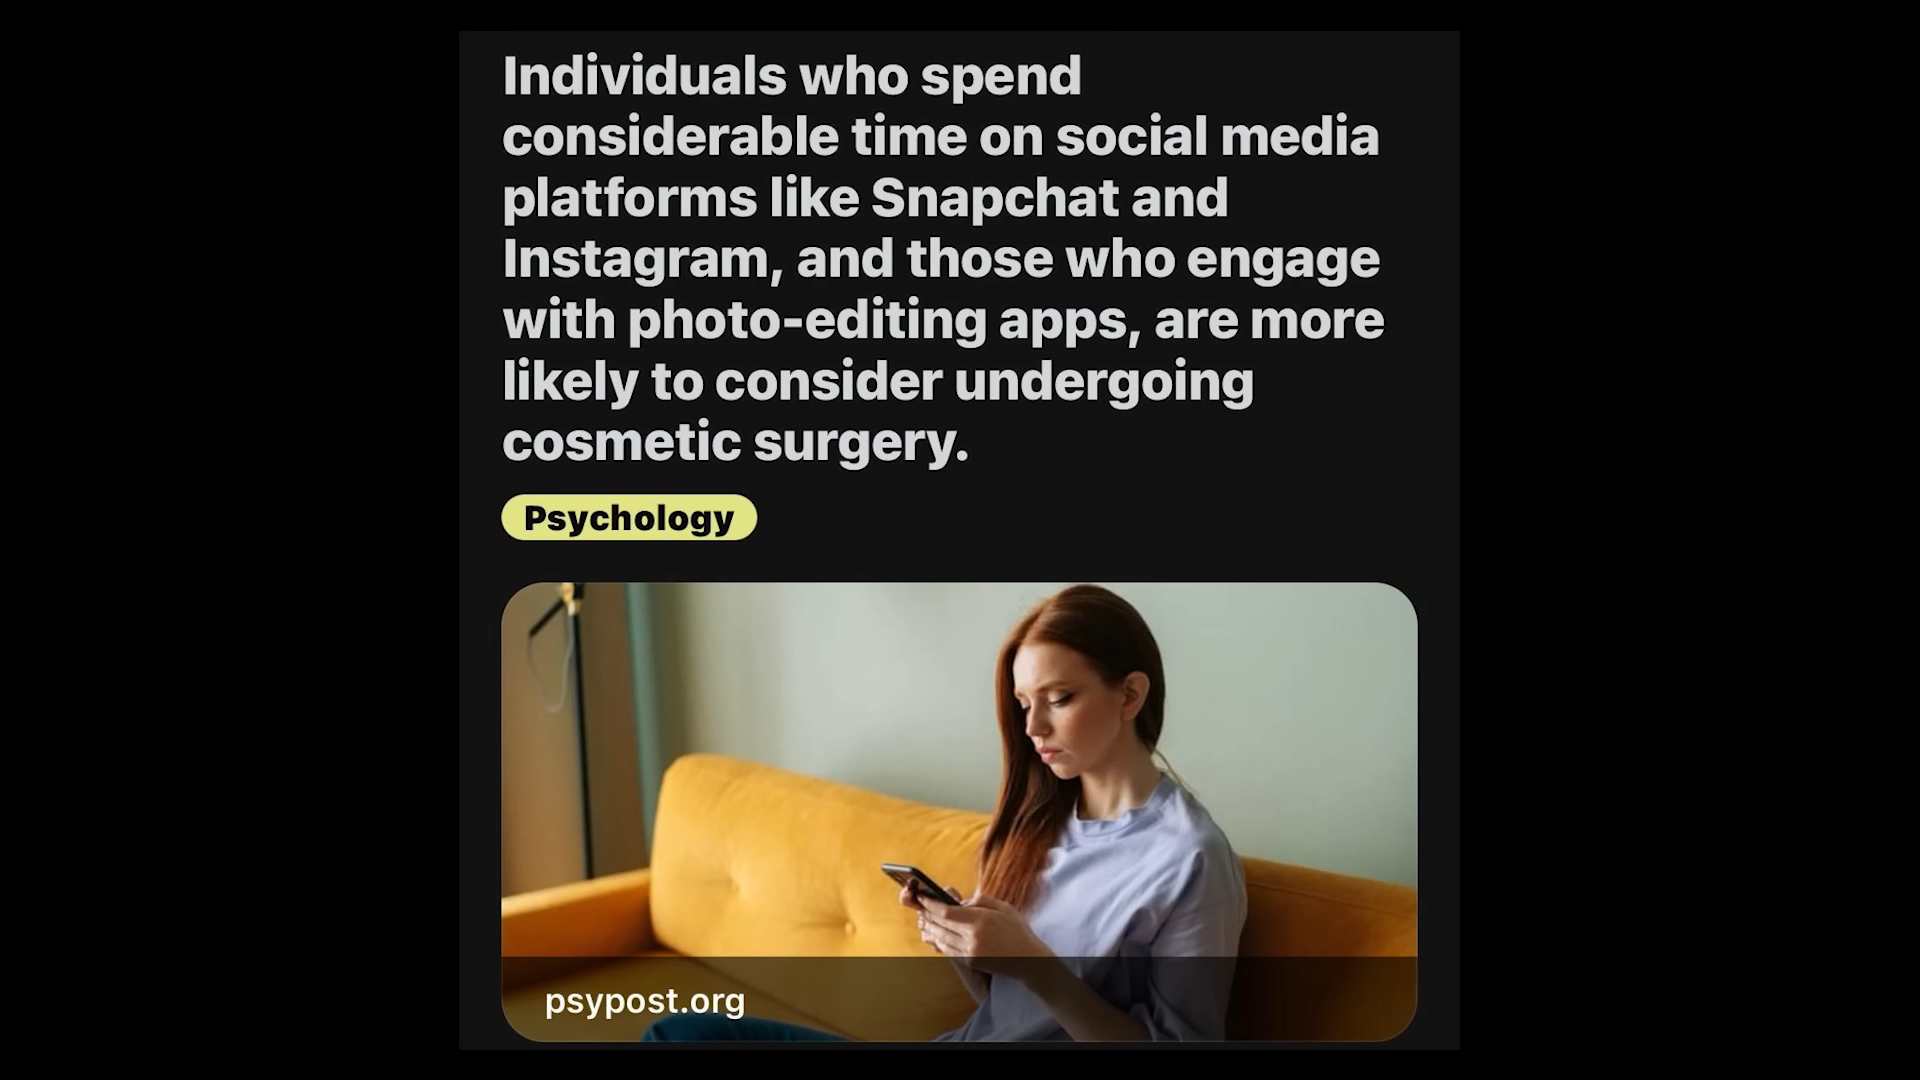 Individuals who spend
considerable time on social media
platforms like Snapchat and
Instagram, and those who engage
with photo-editing apps, are more
likely to consider undergoing
cosmetic surgery.
Psychology
psypost.org